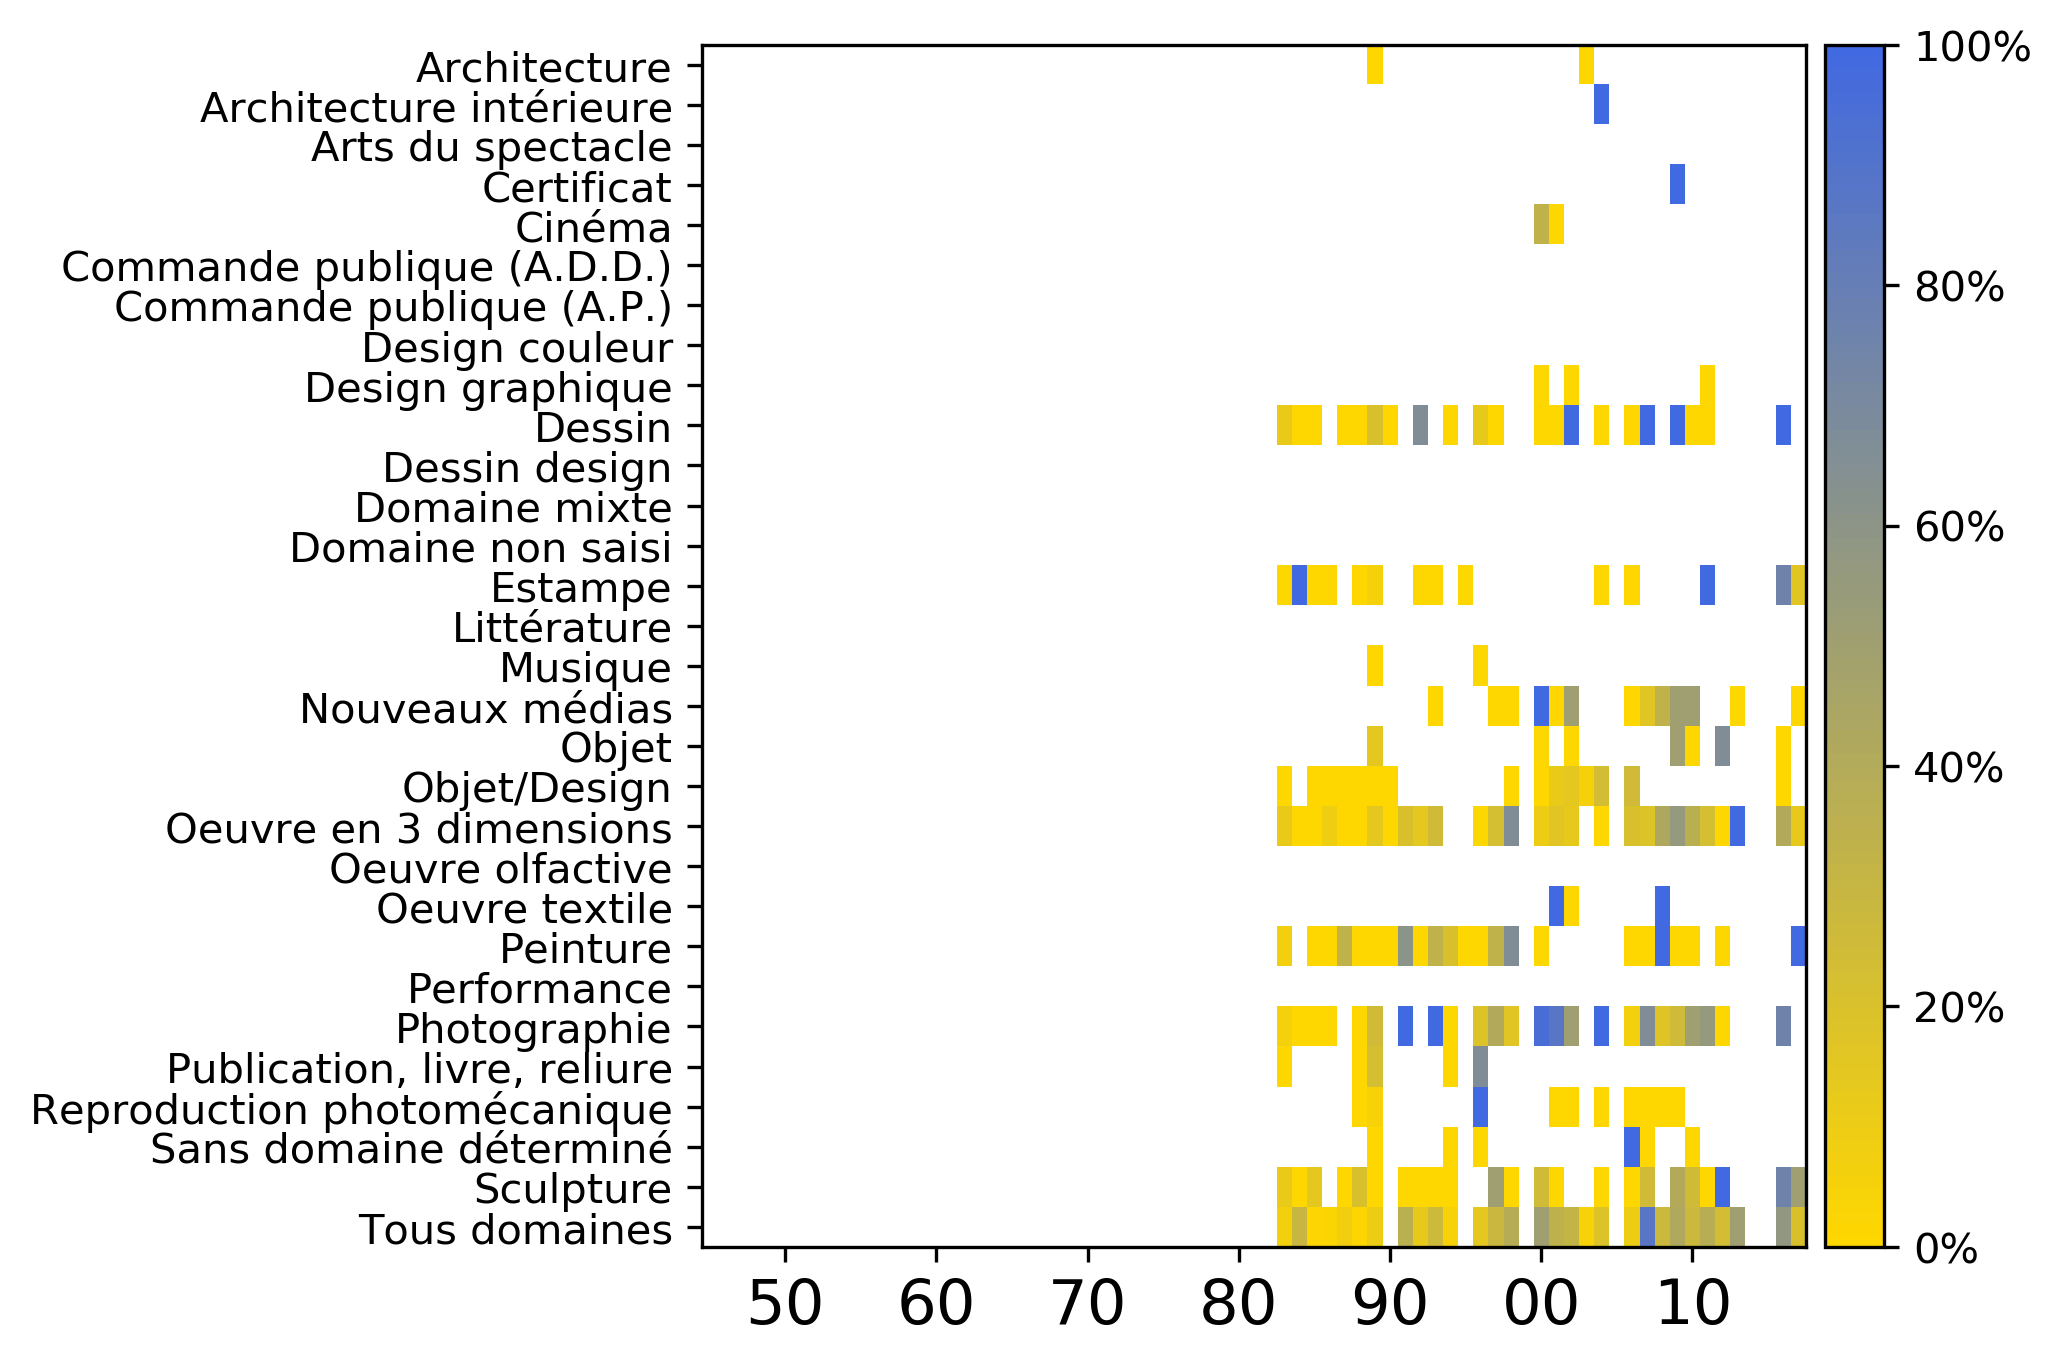 Architecture
Architecture intérieure
Arts du spectacle
Certificat
Cinéma
Commande publique (A.D.D.)
Commande publique (A.P.)
Design couleur
Design graphique
Dessin
Dessin design
Domaine mixte
Domaine non saisi
Estampe
Littérature
Musique
Nouveaux médias
Objet
Objet/Design
Oeuvre en 3 dimensions
Oeuvre olfactive
Oeuvre textile
Peinture
Performance
Photographie
Publication, livre, reliure
Reproduction photomécanique
Sans domaine déterminé
Sculpture
Tous domaines
50 60 70 80 90 00 10
100%
80%
60%
40%
20%
0%